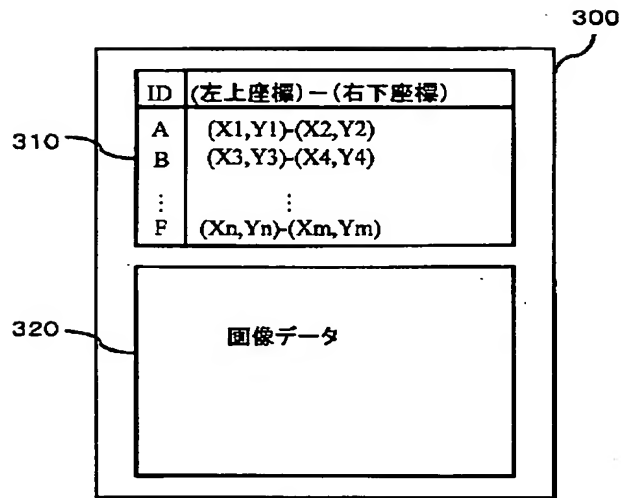 300
ID (左上座標)－(右下座標)
310
A (X1,Y1)-(X2,Y2)
B (X3,Y3)-(X4,Y4)
⋮ ⋮
F (Xn,Yn)-(Xm,Ym)
320
画像データ